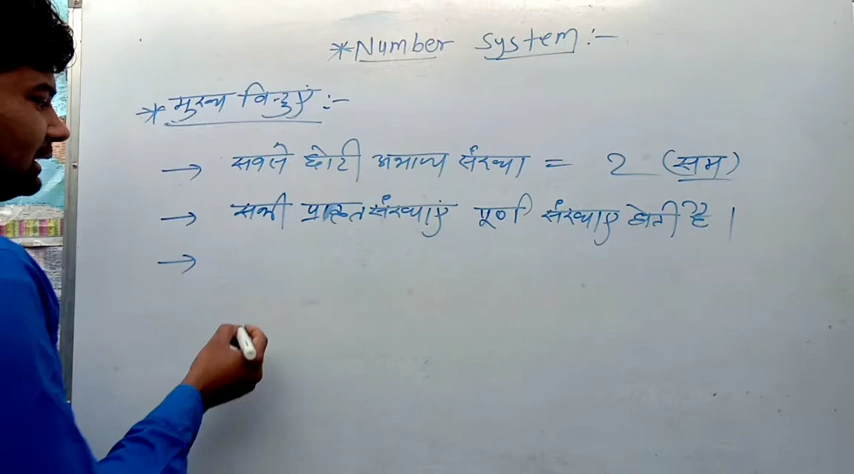 * Number System :-
* मुख्य बिन्दुएं :-
→ सबसे छोटी अभाज्य संख्या = 2 (सम)
→ सभी प्राकृत संख्याएं पूर्ण संख्याएं होती है।
→